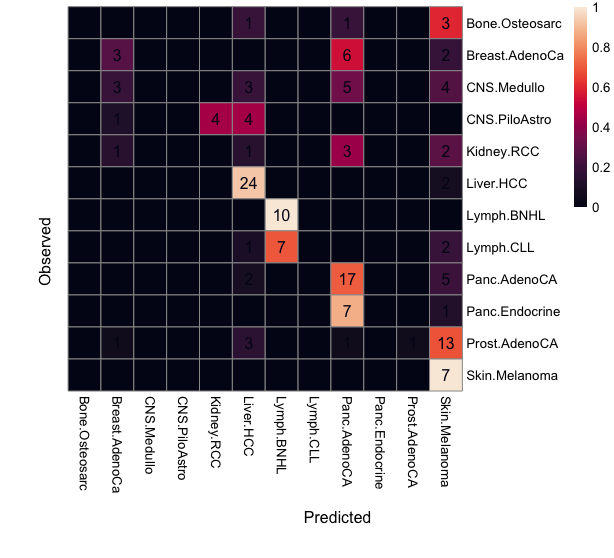 1 1 3 Bone.Osteosarc
3 6 2 Breast.AdenoCa
3 3 5 4 CNS.Medullo
1 4 4 CNS.PiloAstro
1 1 3 2 Kidney.RCC
24 2 Liver.HCC
10 Lymph.BNHL
1 7 2 Lymph.CLL
2 17 5 Panc.AdenoCA
7 1 Panc.Endocrine
1 3 1 1 13 Prost.AdenoCA
7 Skin.Melanoma
1
0.8
0.6
0.4
0.2
0
Observed
Bone.Osteosarc
Breast.AdenoCa
CNS.Medullo
CNS.PiloAstro
Kidney.RCC
Liver.HCC
Lymph.BNHL
Lymph.CLL
Panc.AdenoCA
Panc.Endocrine
Prost.AdenoCA
Skin.Melanoma
Predicted